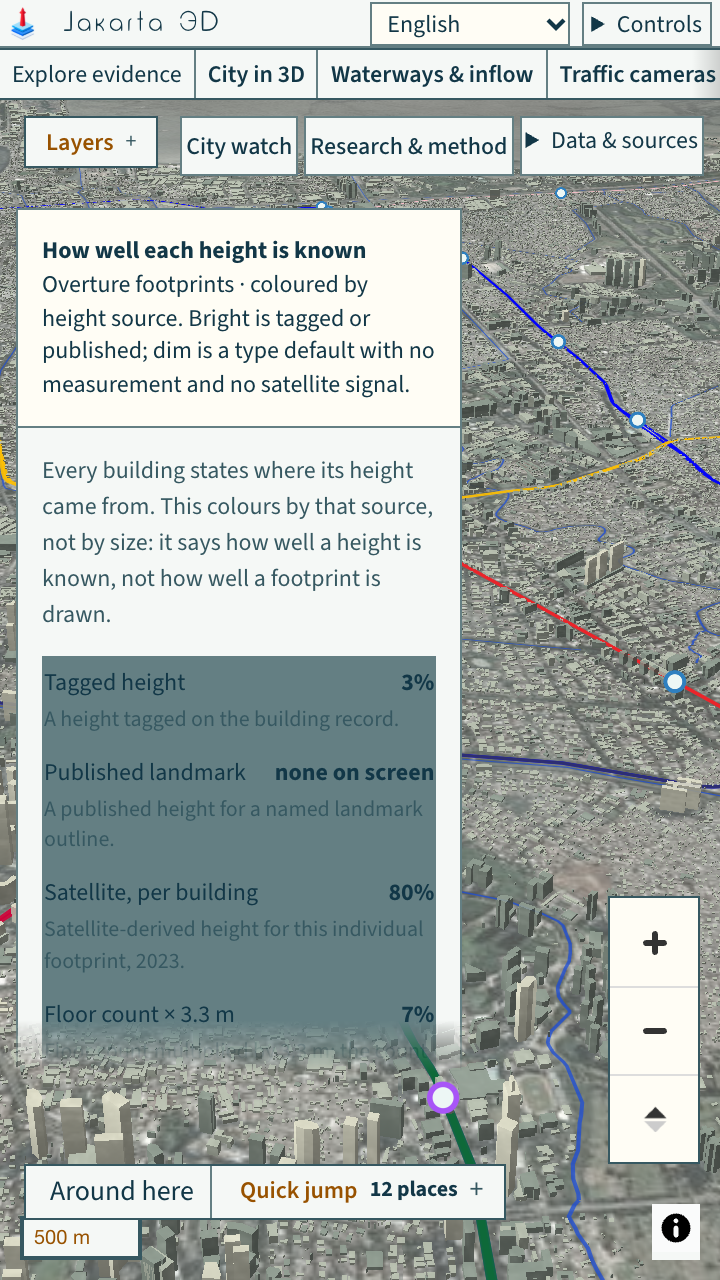 Jakarta 3D
English
Controls
Explore evidence
City in 3D
Waterways & inflow
Traffic cameras
Layers +
City watch
Research & method
Data & sources
How well each height is known
Overture footprints · coloured by
height source. Bright is tagged or
published; dim is a type default with no
measurement and no satellite signal.
Every building states where its height
came from. This colours by that source,
not by size: it says how well a height is
known, not how well a footprint is
drawn.
Tagged height 3%
A height tagged on the building record.
Published landmark none on screen
A published height for a named landmark
outline.
Satellite, per building 80%
Satellite-derived height for this individual
footprint, 2023.
Floor count × 3.3 m 7%
Around here
Quick jump 12 places +
500 m